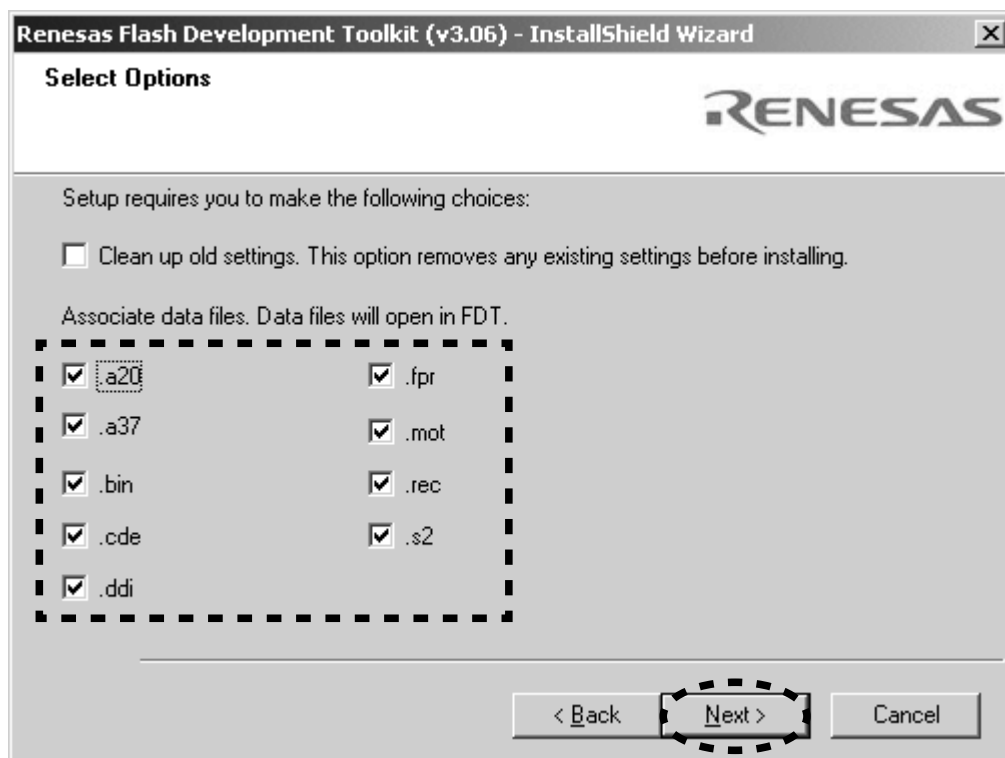 Renesas Flash Development Toolkit (v3.06) - InstallShield Wizard
Select Options
RENESAS
Setup requires you to make the following choices:
Clean up old settings. This option removes any existing settings before installing.
Associate data files. Data files will open in FDT.
.a20 .fpr
.a37 .mot
.bin .rec
.cde .s2
.ddi
< Back Next > Cancel